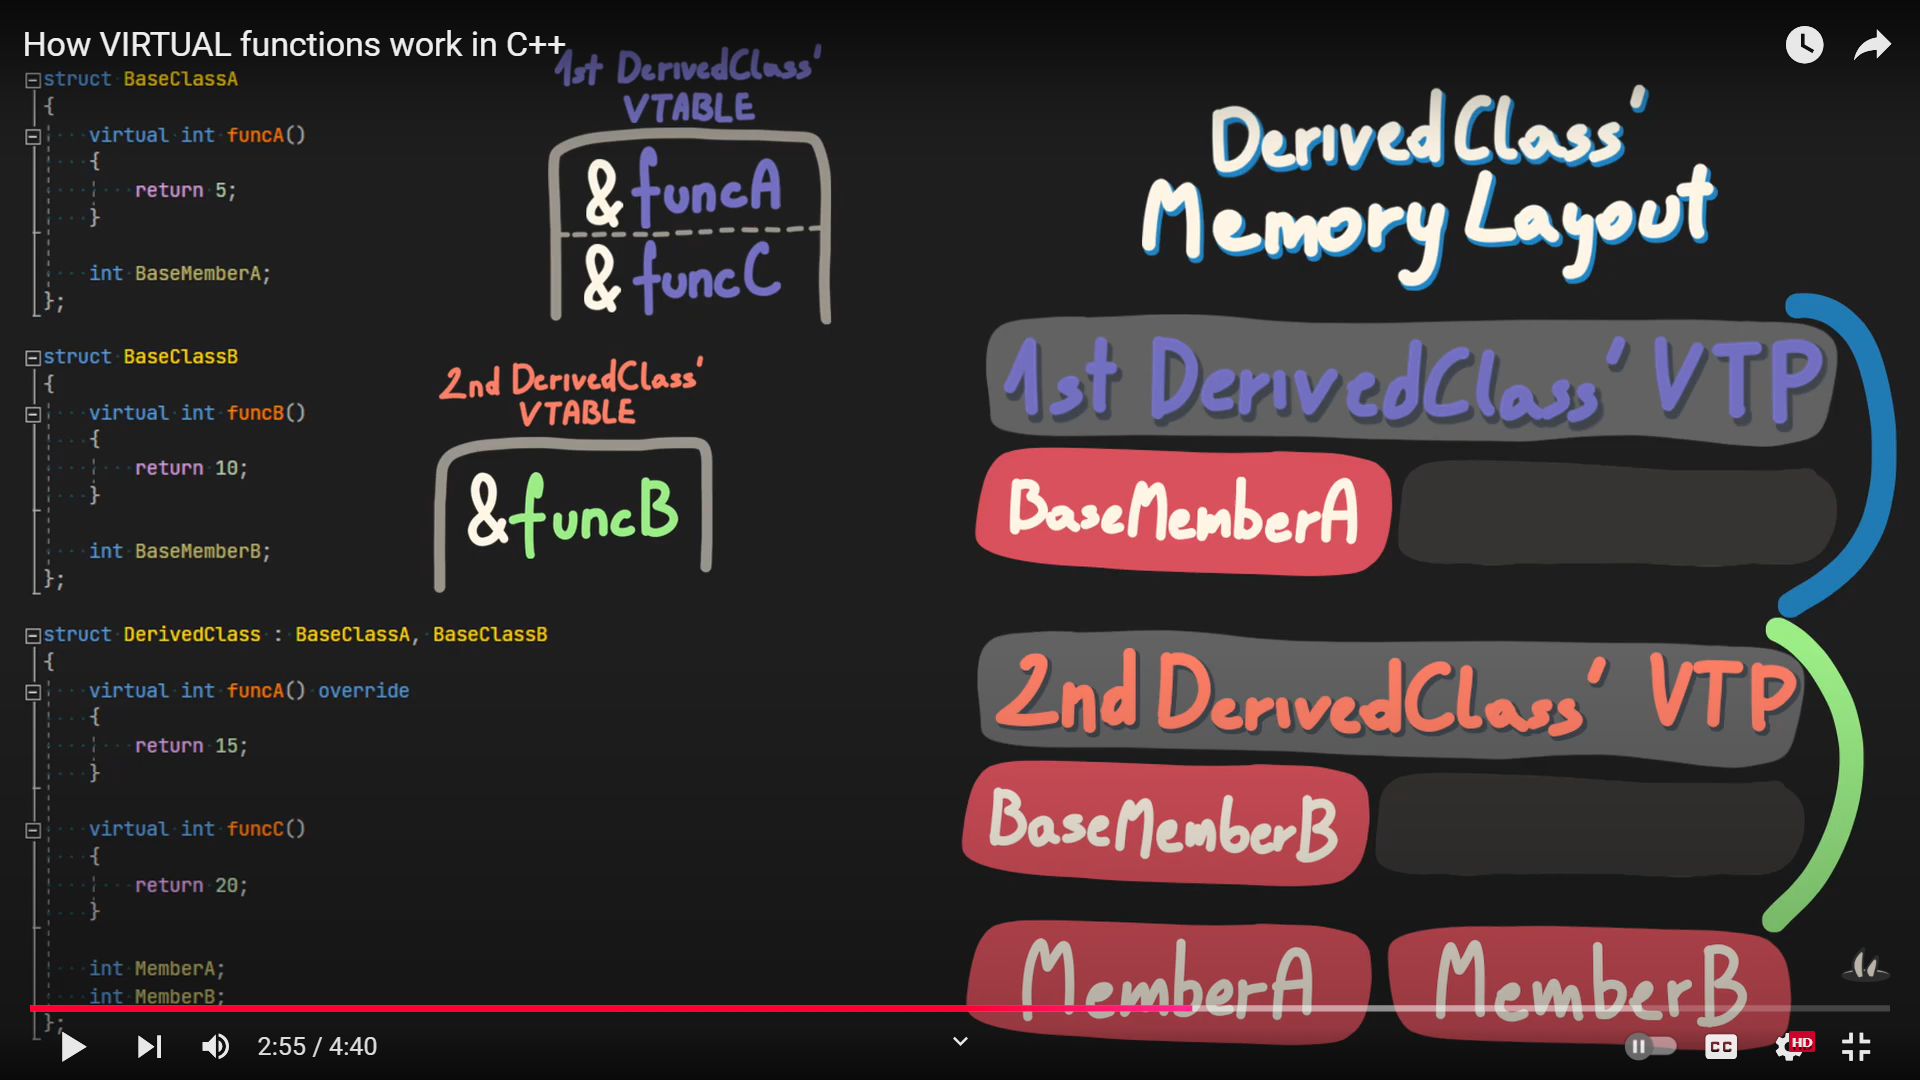 How VIRTUAL functions work in C++
struct BaseClassA
{
virtual int funcA()
{
return 5;
}
int BaseMemberA;
};
struct BaseClassB
{
virtual int funcB()
{
return 10;
}
int BaseMemberB;
};
struct DerivedClass : BaseClassA, BaseClassB
{
virtual int funcA() override
{
return 15;
}
virtual int funcC()
{
return 20;
}
int MemberA;
int MemberB;
};
1st DerivedClass'
VTABLE
&funcA
&funcC
2nd DerivedClass'
VTABLE
&funcB
DerivedClass'
Memory Layout
1st DerivedClass' VTP
BaseMemberA
2nd DerivedClass' VTP
BaseMemberB
MemberA MemberB
2:55 / 4:40
CC
HD